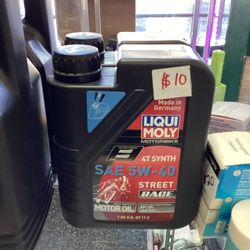 $10
Made in Germany
LIQUI
MOLY
MOTORBIKE
4T SYNTH
SAE 5W-40
STREET
RACE
MOTOR OIL